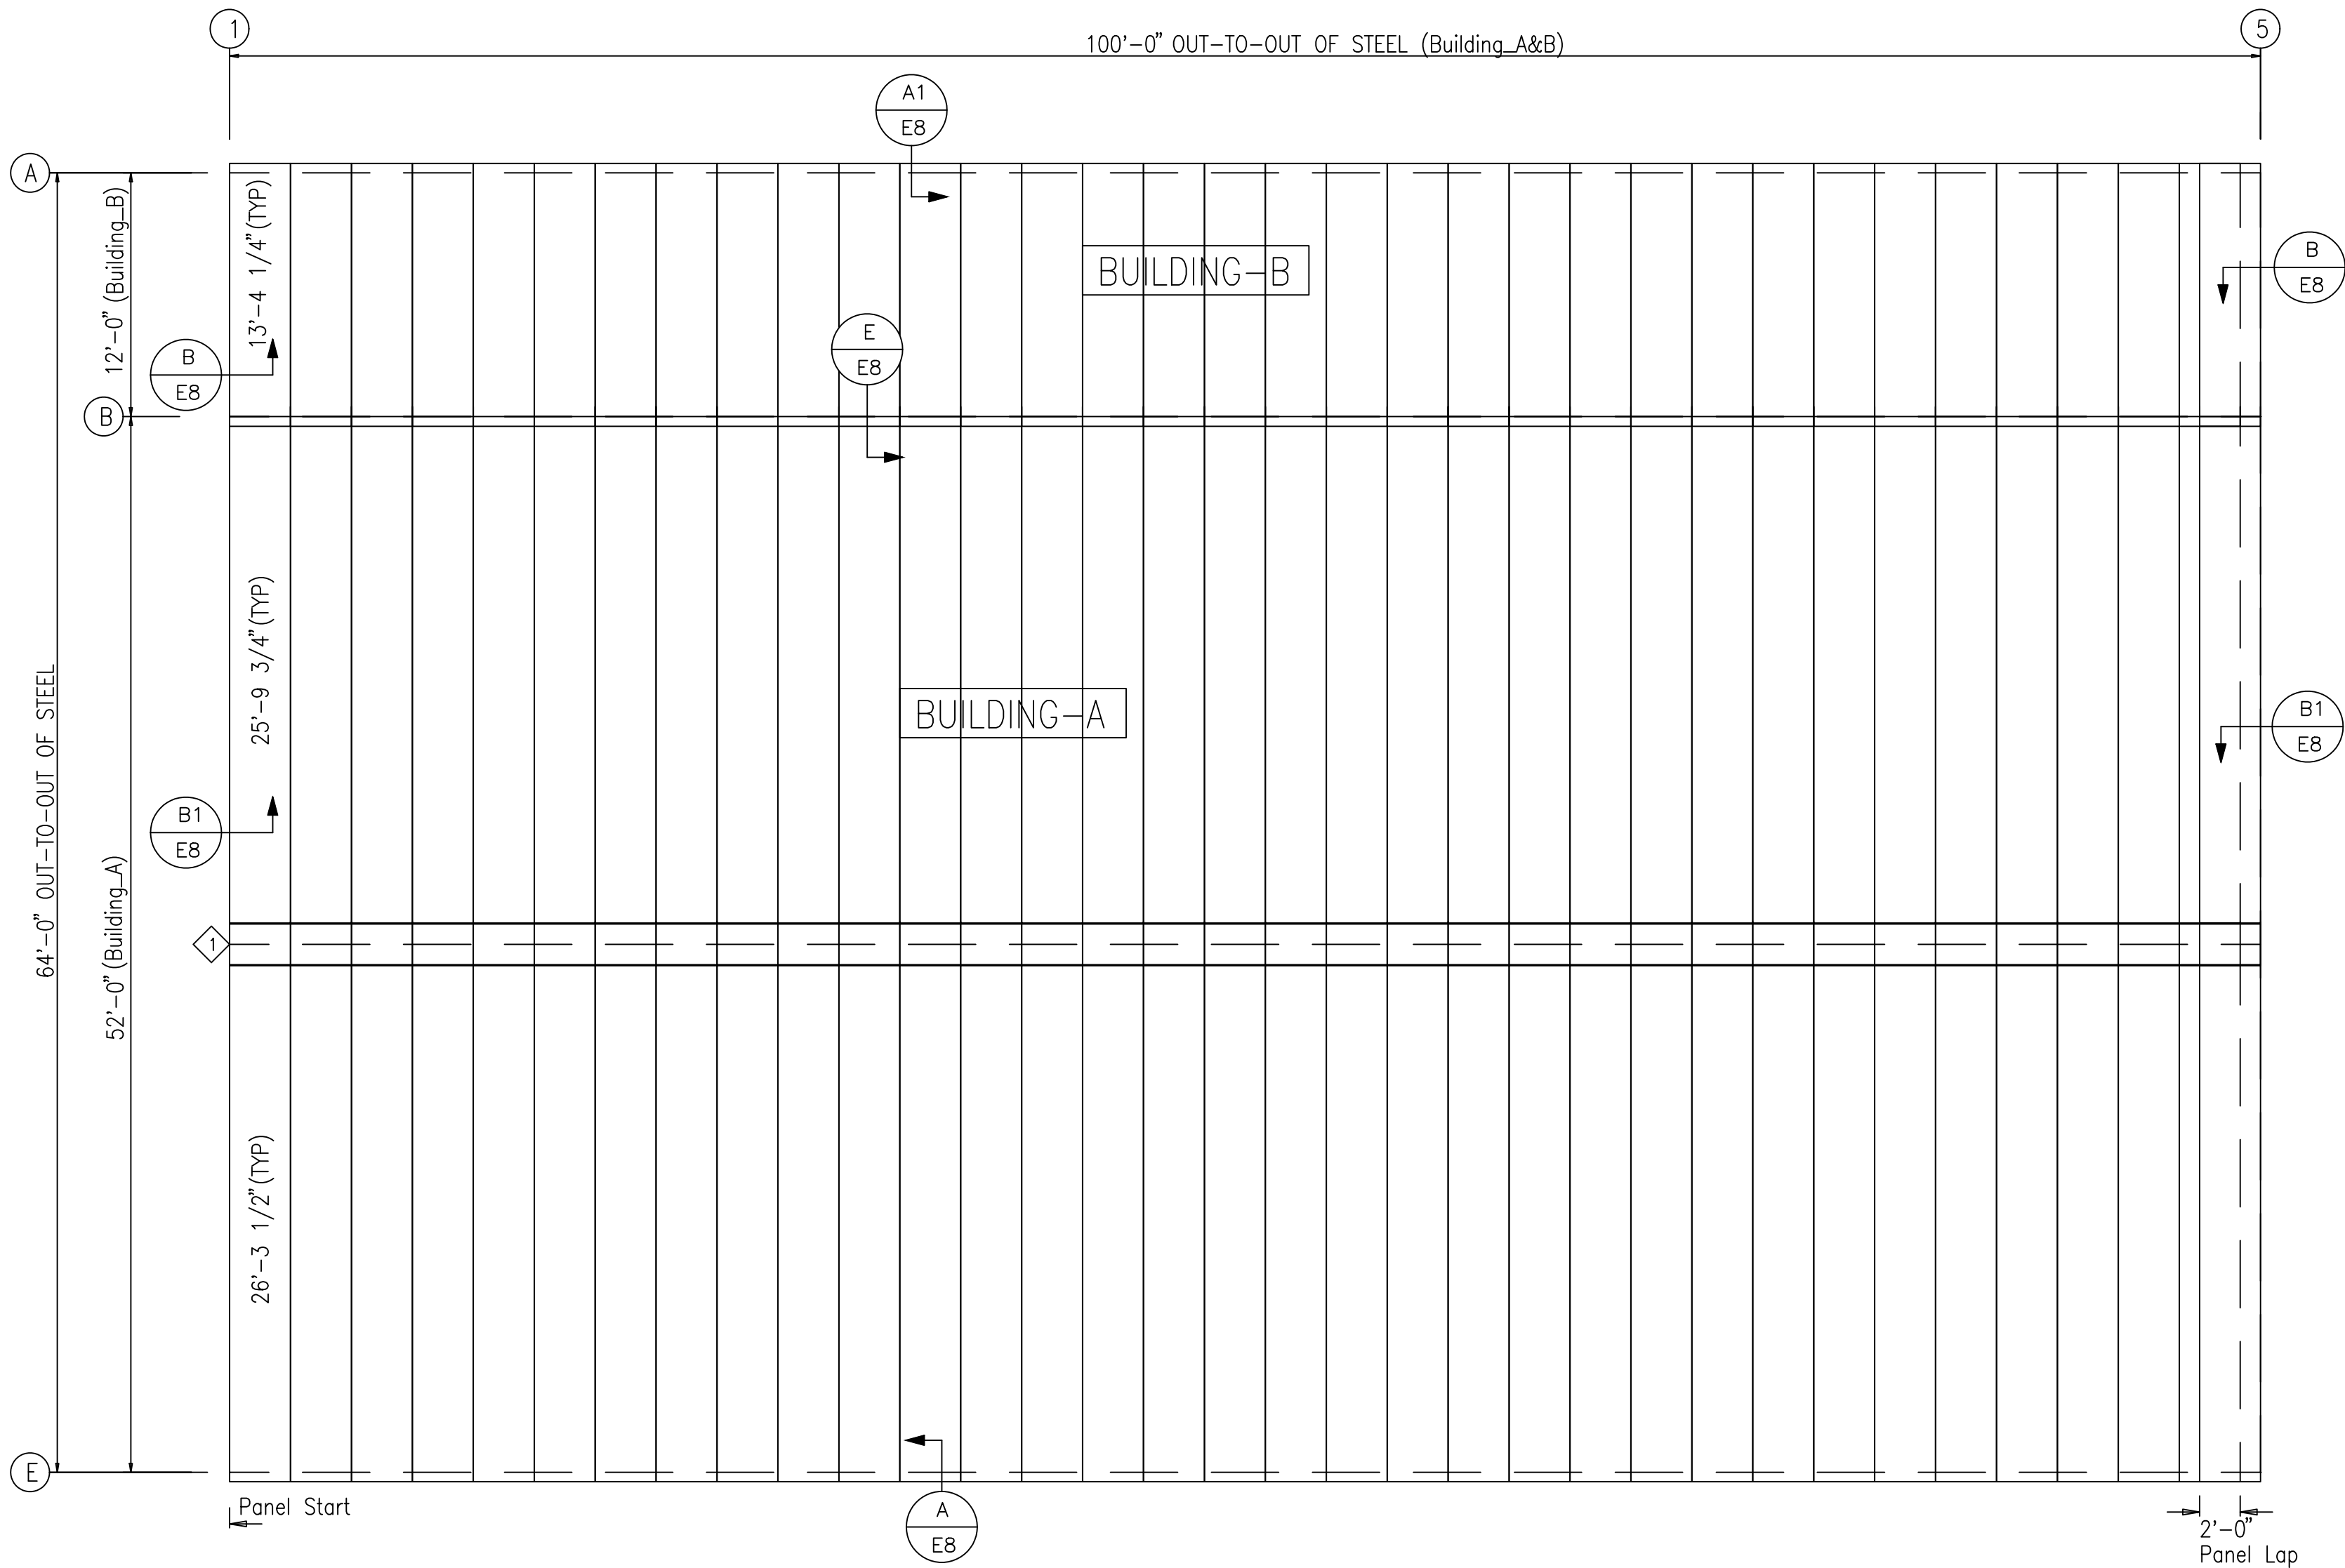 1
5
100'-0" OUT-TO-OUT OF STEEL (Building_A&B)
A1
E8
A
12'-0" (Building_B)
13'-4 1/4"(TYP)
BUILDING-B
B
E8
E
E8
B
E8
B
25'-9 3/4"(TYP)
BUILDING-A
B1
E8
64'-0" OUT-TO-OUT OF STEEL
52'-0" (Building_A)
B1
E8
1
26'-3 1/2"(TYP)
E
Panel Start
A
E8
2'-0"
Panel Lap